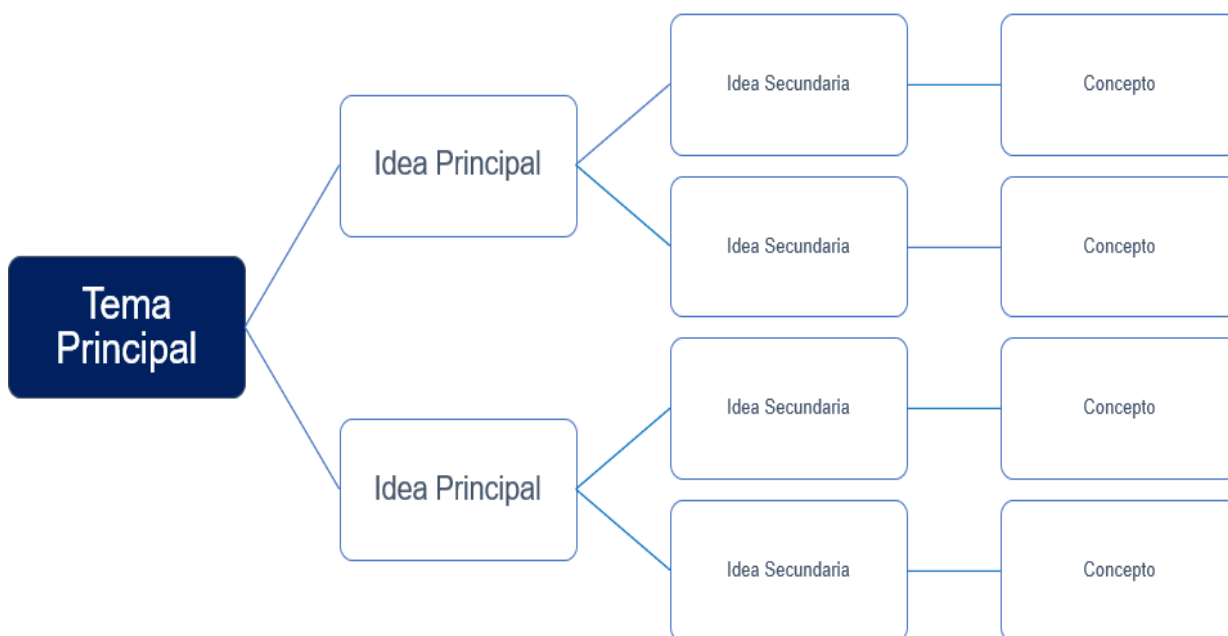 Idea Secundaria
Concepto
Idea Principal
Idea Secundaria
Concepto
Tema
Principal
Idea Secundaria
Concepto
Idea Principal
Idea Secundaria
Concepto